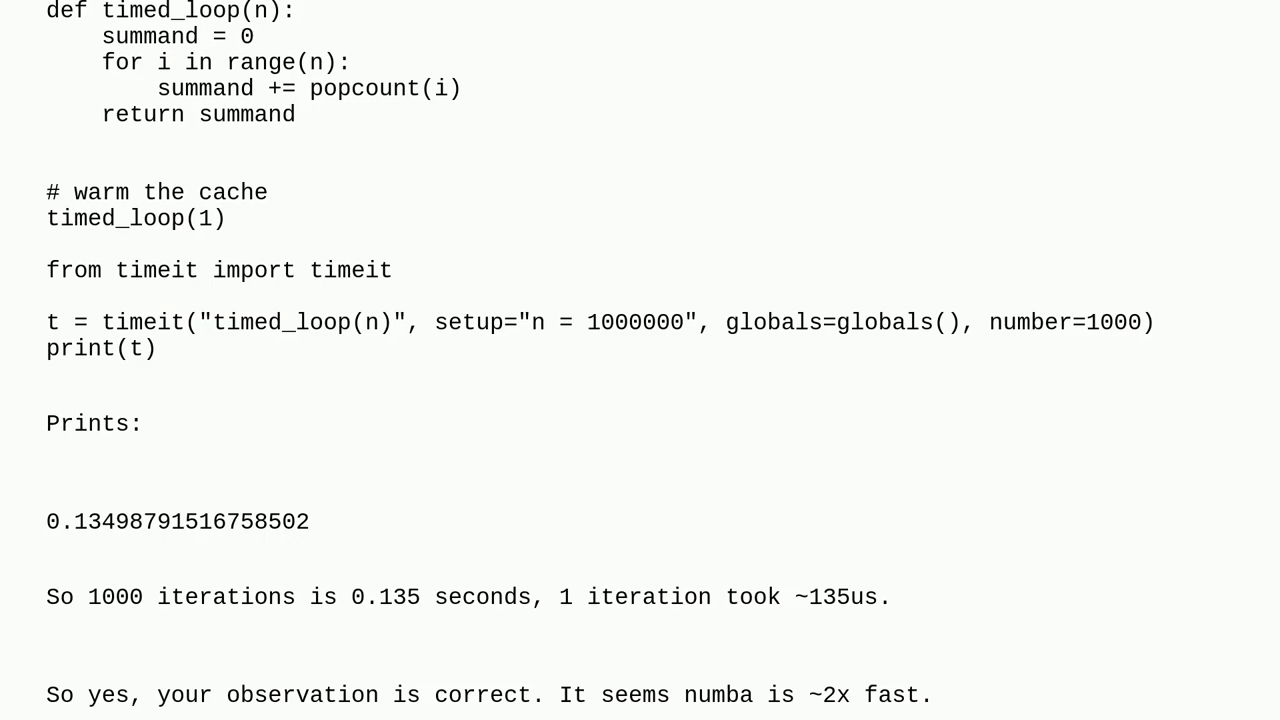 def timed_loop(n):
    summand = 0
    for i in range(n):
        summand += popcount(i)
    return summand
# warm the cache
timed_loop(1)
from timeit import timeit
t = timeit("timed_loop(n)", setup="n = 1000000", globals=globals(), number=1000)
print(t)
Prints:
0.13498791516758502
So 1000 iterations is 0.135 seconds, 1 iteration took ~135us.
So yes, your observation is correct. It seems numba is ~2x fast.